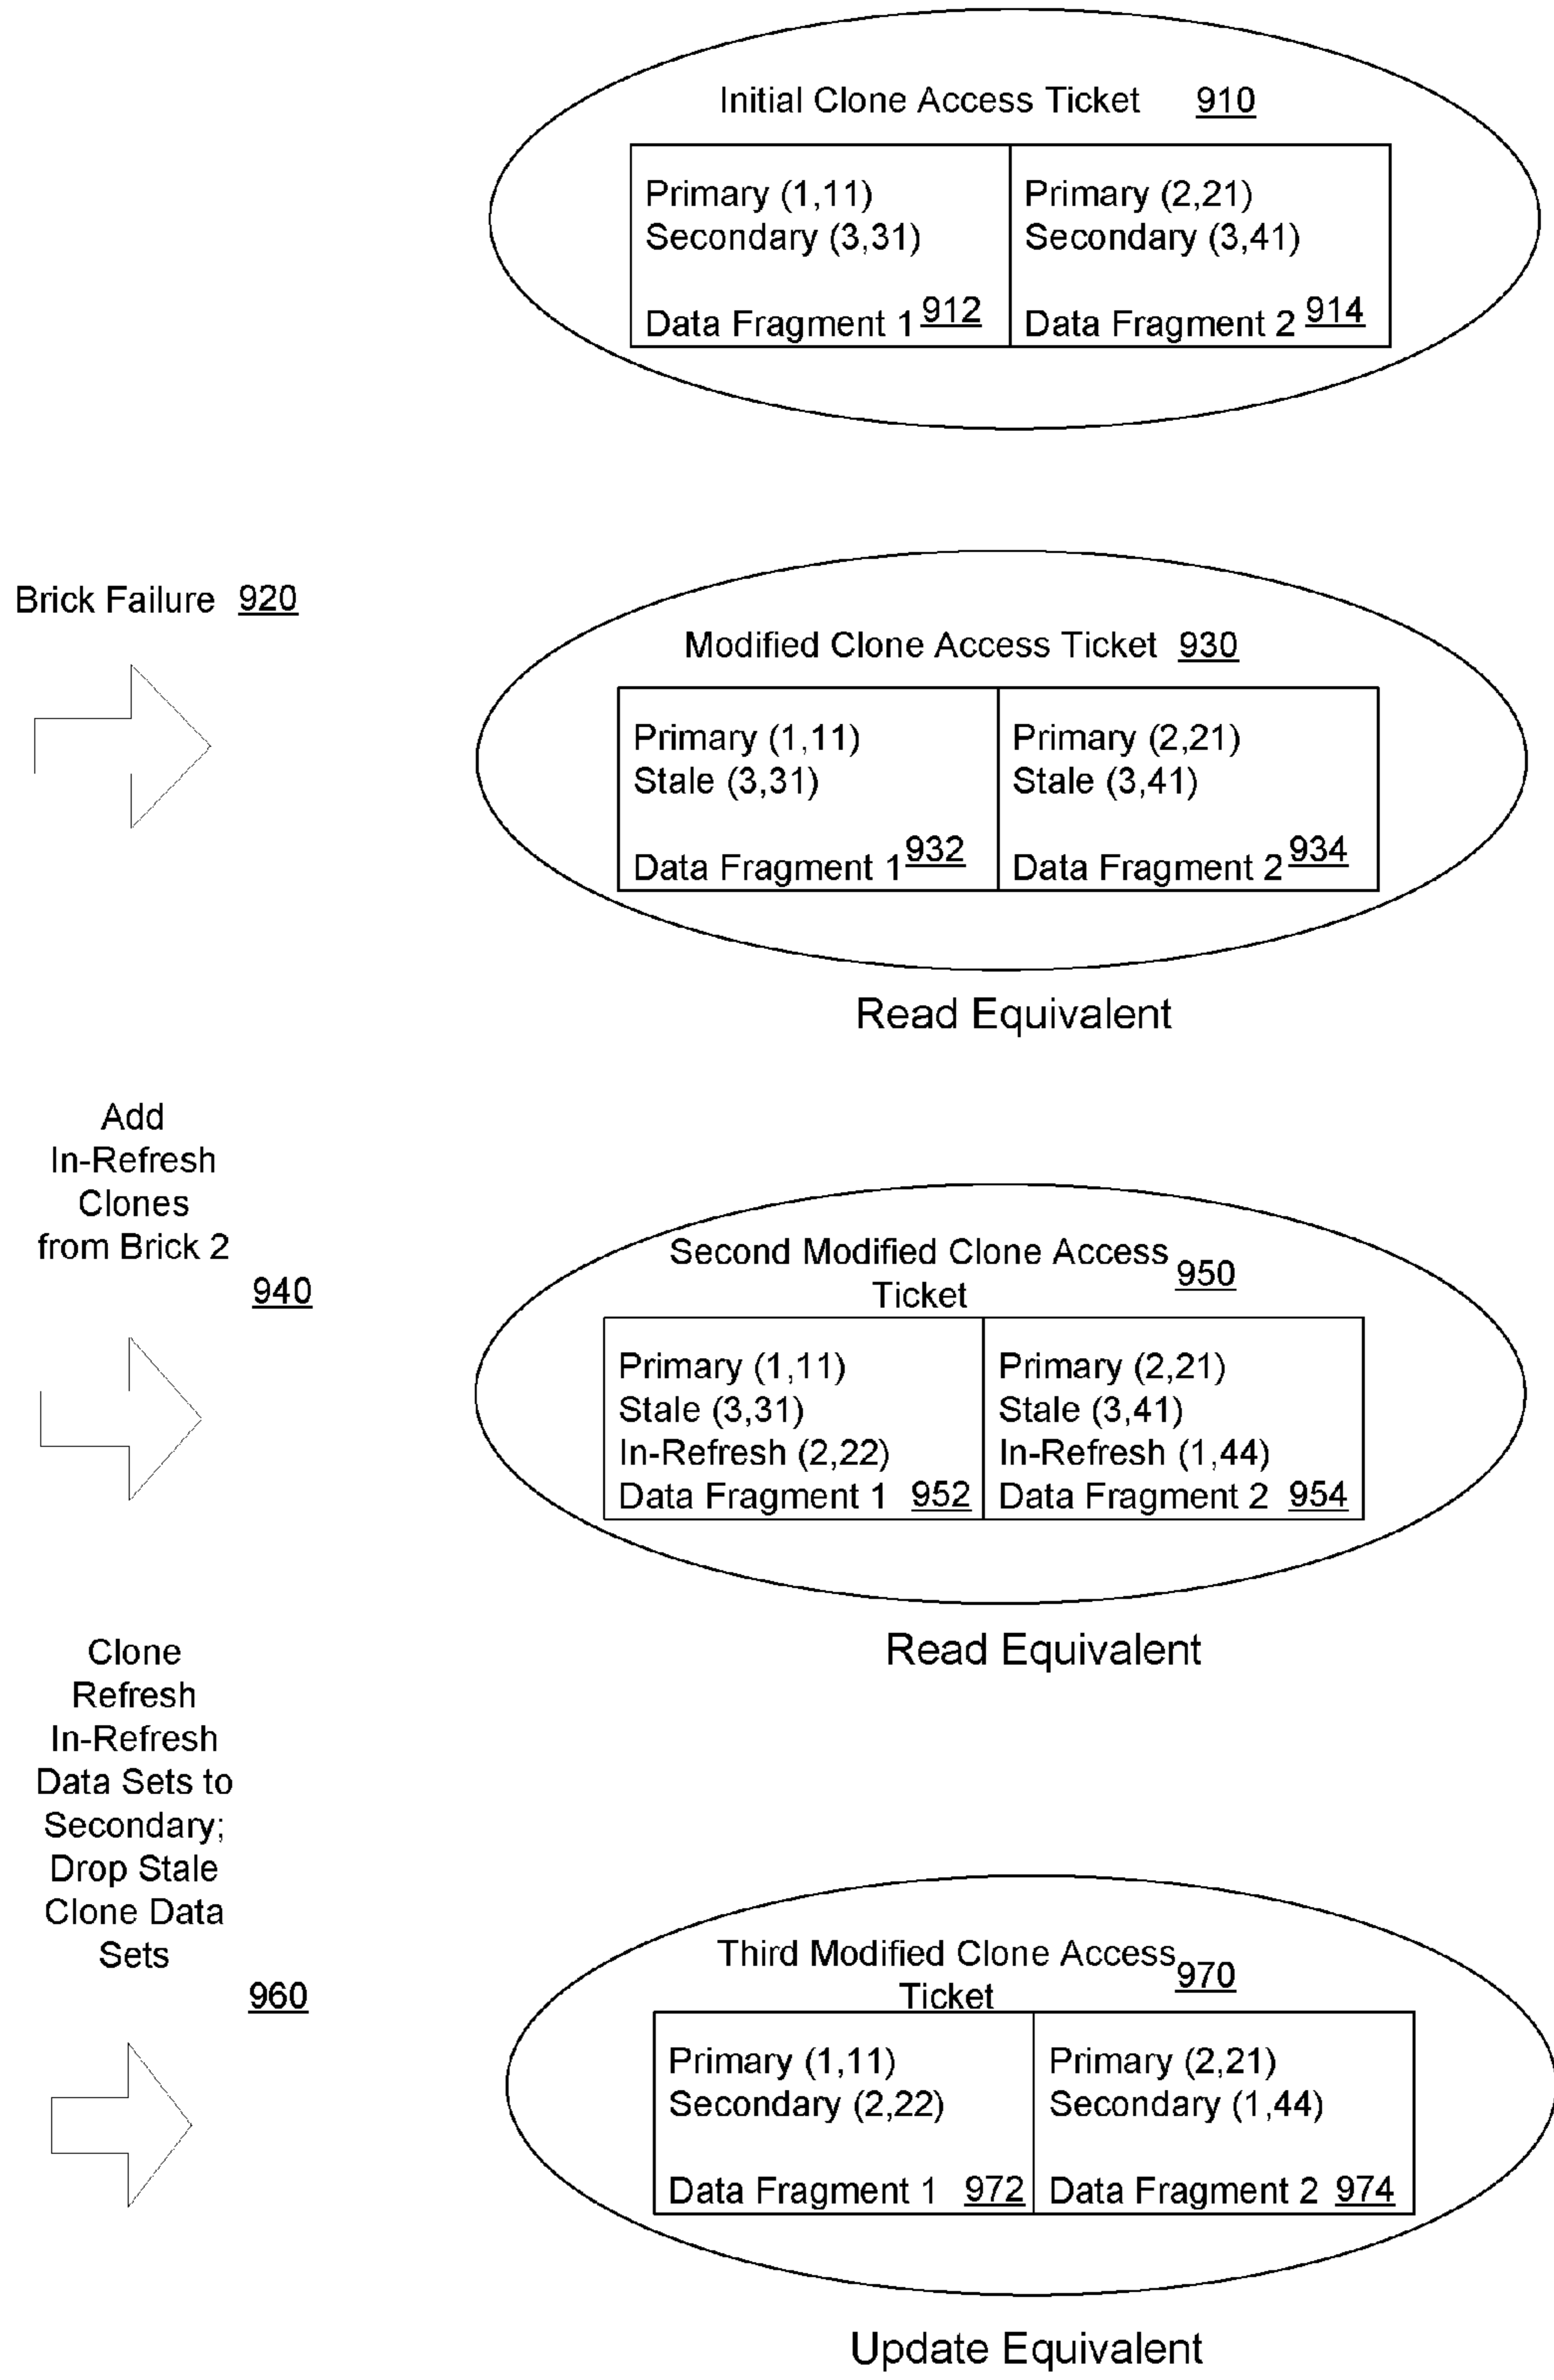 Initial Clone Access Ticket 910
Primary (1,11)
Secondary (3,31)
Data Fragment 1 912
Primary (2,21)
Secondary (3,41)
Data Fragment 2 914
Brick Failure 920
Modified Clone Access Ticket 930
Primary (1,11)
Stale (3,31)
Data Fragment 1 932
Primary (2,21)
Stale (3,41)
Data Fragment 2 934
Read Equivalent
Add
In-Refresh
Clones
from Brick 2
940
Second Modified Clone Access
Ticket
950
Primary (1,11)
Stale (3,31)
In-Refresh (2,22)
Data Fragment 1 952
Primary (2,21)
Stale (3,41)
In-Refresh (1,44)
Data Fragment 2 954
Read Equivalent
Clone
Refresh
In-Refresh
Data Sets to
Secondary;
Drop Stale
Clone Data
Sets
960
Third Modified Clone Access
Ticket
970
Primary (1,11)
Secondary (2,22)
Data Fragment 1 972
Primary (2,21)
Secondary (1,44)
Data Fragment 2 974
Update Equivalent